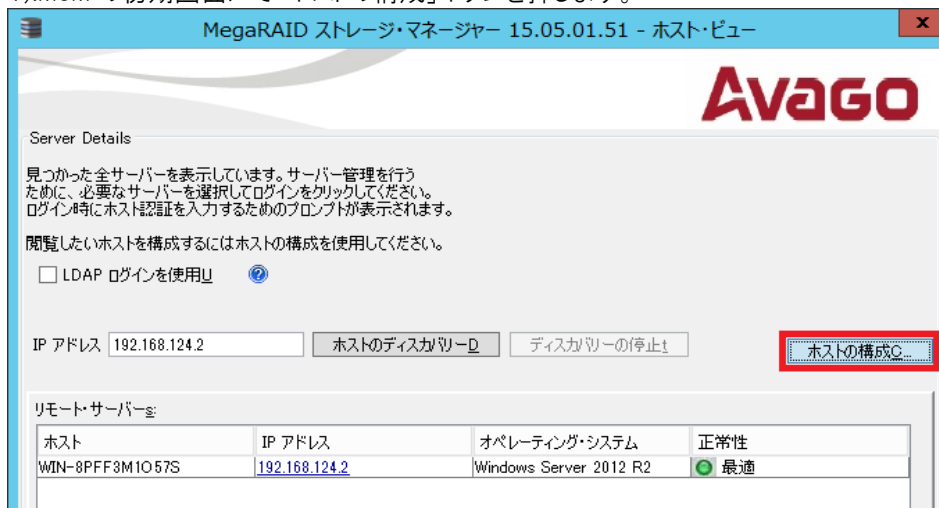 MegaRAID ストレージ・マネージャー 15.05.01.51 - ホスト・ビュー
x
AVAGO
Server Details
見つかった全サーバーを表示しています。サーバー管理を行う
ために、必要なサーバーを選択してログインをクリックしてください。
ログイン時にホスト認証を入力するためのプロンプトが表示されます。
閲覧したいホストを構成するにはホストの構成を使用してください。
LDAP ログインを使用U
?
IP アドレス 192.168.124.2 ホストのディスカバリーD ディスカバリーの停止t ホストの構成C...
リモート・サーバーs:
ホスト IP アドレス オペレーティング・システム 正常性
WIN-8PFF3M1O57S 192.168.124.2 Windows Server 2012 R2 最適